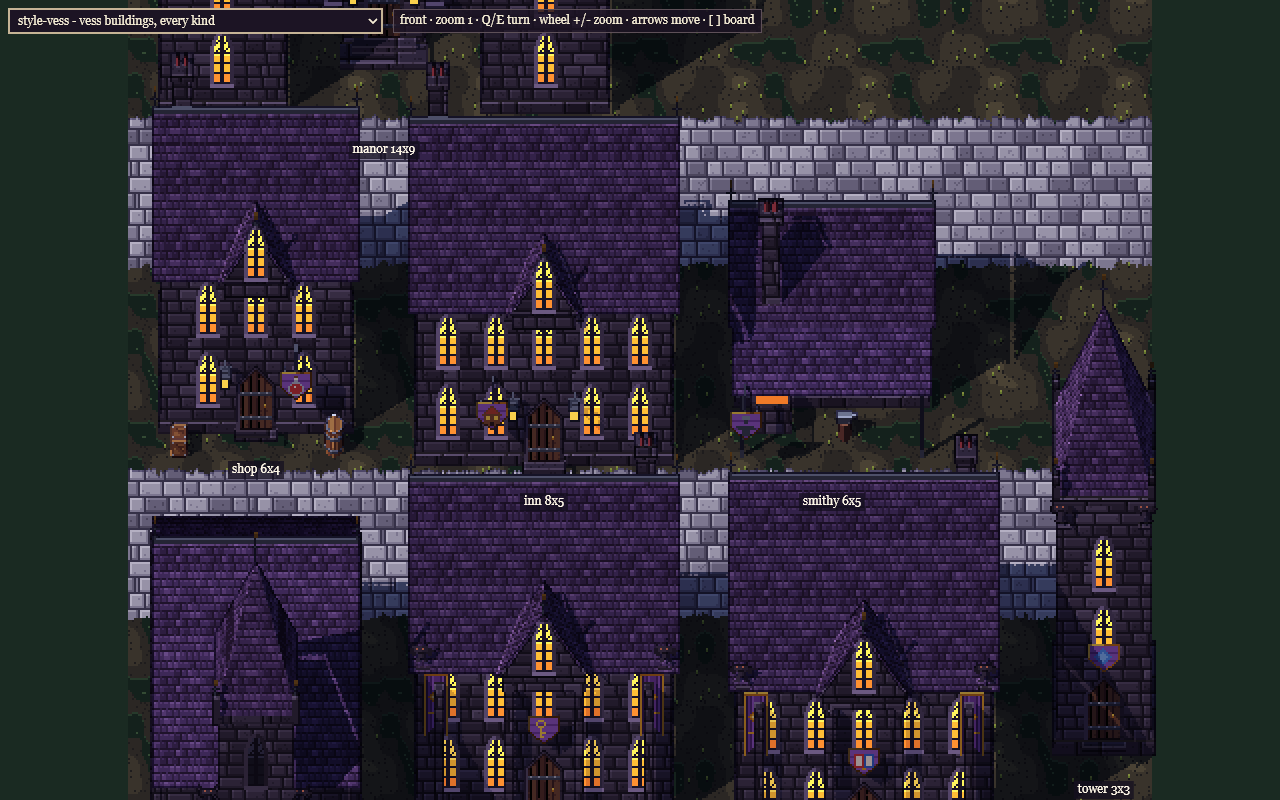 style-vess - vess buildings, every kind
front · zoom 1 · Q/E turn · wheel +/- zoom · arrows move · [ ] board
manor 14x9
shop 6x4
inn 8x5
smithy 6x5
tower 3x3